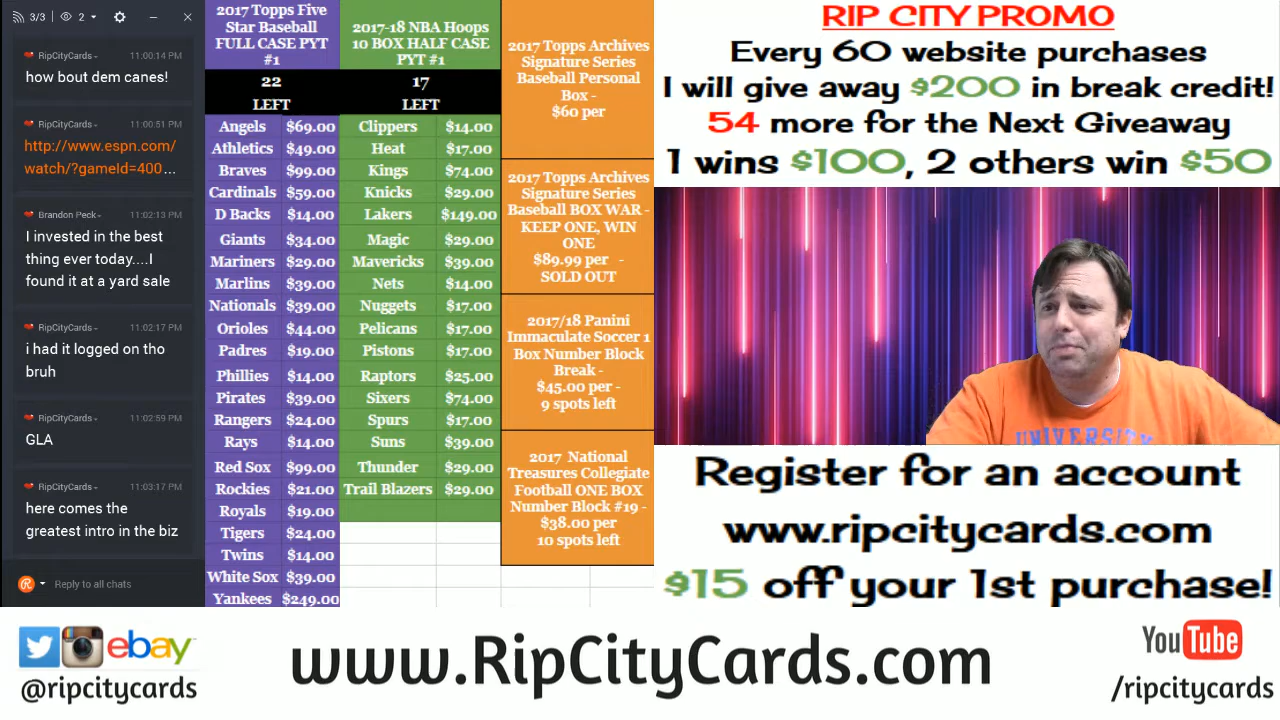 3/3 2
RipCityCards 11:00:14 PM
how bout dem canes!
RipCityCards 11:00:51 PM
http://www.espn.com/
watch/?gameId=400...
Brandon Peck 11:02:13 PM
I invested in the best
thing ever today....I
found it at a yard sale
RipCityCards 11:02:17 PM
i had it logged on tho
bruh
RipCityCards 11:02:59 PM
GLA
RipCityCards 11:03:17 PM
here comes the
greatest intro in the biz
Reply to all chats
2017 Topps Five
Star Baseball
FULL CASE PYT
#1
22
LEFT
Angels $69.00
Athletics $49.00
Braves $99.00
Cardinals $59.00
D Backs $14.00
Giants $34.00
Mariners $29.00
Marlins $39.00
Nationals $39.00
Orioles $44.00
Padres $19.00
Phillies $14.00
Pirates $39.00
Rangers $24.00
Rays $14.00
Red Sox $99.00
Rockies $21.00
Royals $19.00
Tigers $24.00
Twins $14.00
White Sox $39.00
Yankees $249.00
2017-18 NBA Hoops
10 BOX HALF CASE
PYT #1
17
LEFT
Clippers $14.00
Heat $17.00
Kings $74.00
Knicks $29.00
Lakers $149.00
Magic $29.00
Mavericks $39.00
Nets $14.00
Nuggets $17.00
Pelicans $17.00
Pistons $17.00
Raptors $25.00
Sixers $74.00
Spurs $17.00
Suns $39.00
Thunder $29.00
Trail Blazers $29.00
2017 Topps Archives
Signature Series
Baseball Personal
Box -
$60 per
2017 Topps Archives
Signature Series
Baseball BOX WAR -
KEEP ONE, WIN
ONE
$89.99 per -
SOLD OUT
2017/18 Panini
Immaculate Soccer 1
Box Number Block
Break -
$45.00 per -
9 spots left
2017 National
Treasures Collegiate
Football ONE BOX
Number Block #19 -
$38.00 per
10 spots left
RIP CITY PROMO
Every 60 website purchases
I will give away $200 in break credit!
54 more for the Next Giveaway
1 wins $100, 2 others win $50
UNIVERSITY
Register for an account
www.ripcitycards.com
$15 off your 1st purchase!
ebay
@ripcitycards
www.RipCityCards.com
YouTube
/ripcitycards